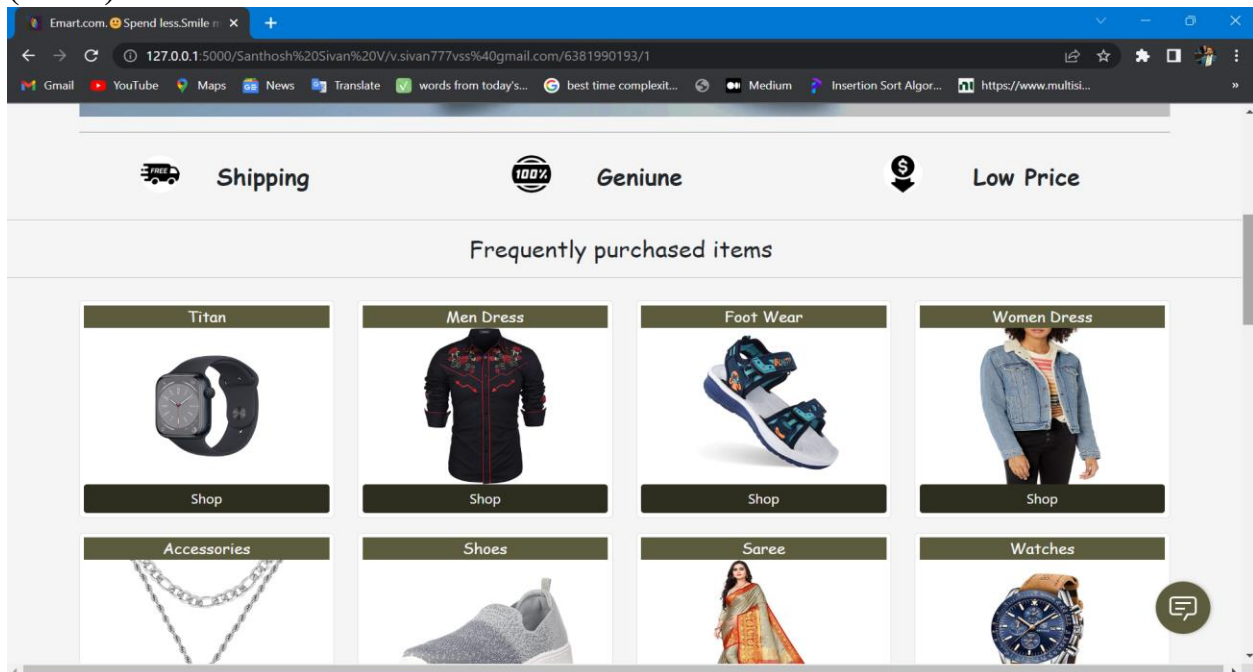 Emart.com.😊Spend less.Smile m
127.0.0.1:5000/Santhosh%20Sivan%20V/v.sivan777vss%40gmail.com/6381990193/1
Gmail YouTube Maps News Translate words from today's... best time complexit... Medium Insertion Sort Algor... https://www.multisi... »
FREE Shipping 100% Geniune $ Low Price
Frequently purchased items
Titan Men Dress Foot Wear Women Dress
Shop Shop Shop Shop
Accessories Shoes Saree Watches